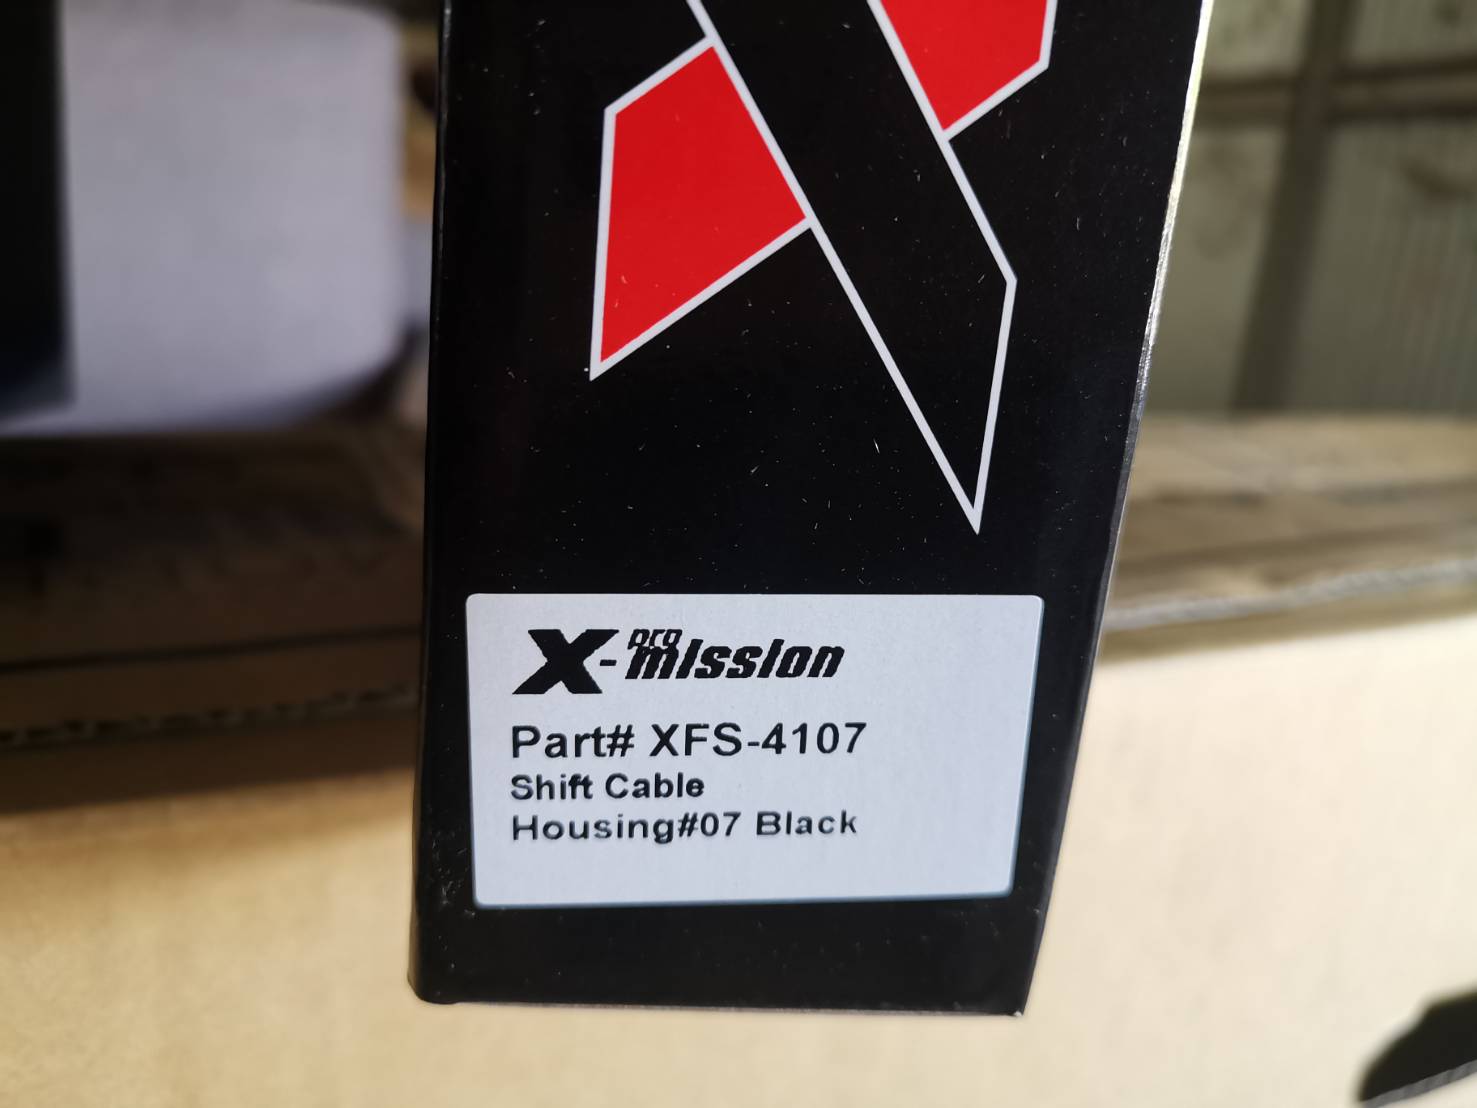 X-pro mission
Part# XFS-4107
Shift Cable
Housing#07 Black